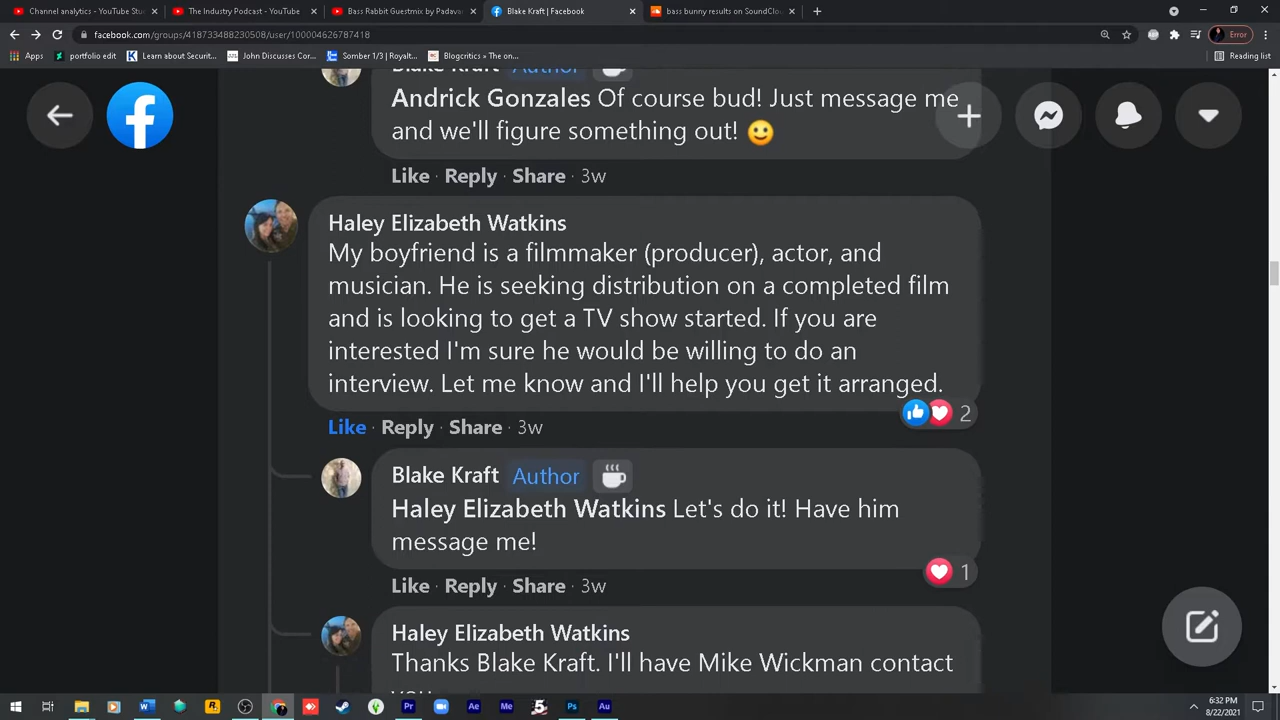 Channel analytics - YouTube Stu
The Industry Podcast - YouTube
Bass Rabbit Guestmix by Padava
Blake Kraft | Facebook
bass bunny results on SoundClo
facebook.com/groups/418733488230508/user/100004626787418
Error
Apps
portfolio edit
Learn about Securit...
John Discusses Cor...
Somber 1/3 | Royalt...
Blogcritics » The on...
Reading list
Blake Kraft Author
Andrick Gonzales Of course bud! Just message me
and we'll figure something out!
Like · Reply · Share · 3w
Haley Elizabeth Watkins
My boyfriend is a filmmaker (producer), actor, and
musician. He is seeking distribution on a completed film
and is looking to get a TV show started. If you are
interested I'm sure he would be willing to do an
interview. Let me know and I'll help you get it arranged.
2
Like · Reply · Share · 3w
Blake Kraft Author
Haley Elizabeth Watkins Let's do it! Have him
message me!
1
Like · Reply · Share · 3w
Haley Elizabeth Watkins
Thanks Blake Kraft. I'll have Mike Wickman contact
you
6:32 PM
8/22/2021